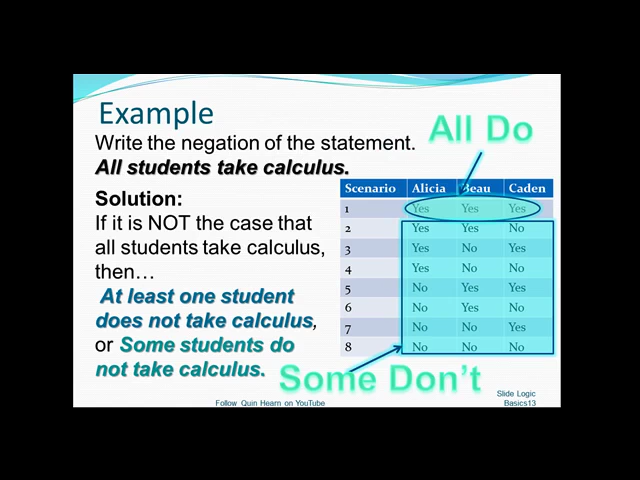 Example
All Do
Write the negation of the statement.
All students take calculus.
Solution:
If it is NOT the case that
all students take calculus,
then…
At least one student
does not take calculus,
or Some students do
not take calculus.
Scenario Alicia Beau Caden
1 Yes Yes Yes
2 Yes Yes No
3 Yes No Yes
4 Yes No No
5 No Yes Yes
6 No Yes No
7 No No Yes
8 No No No
Some Don't
Follow Quin Hearn on YouTube
Slide Logic
Basics13